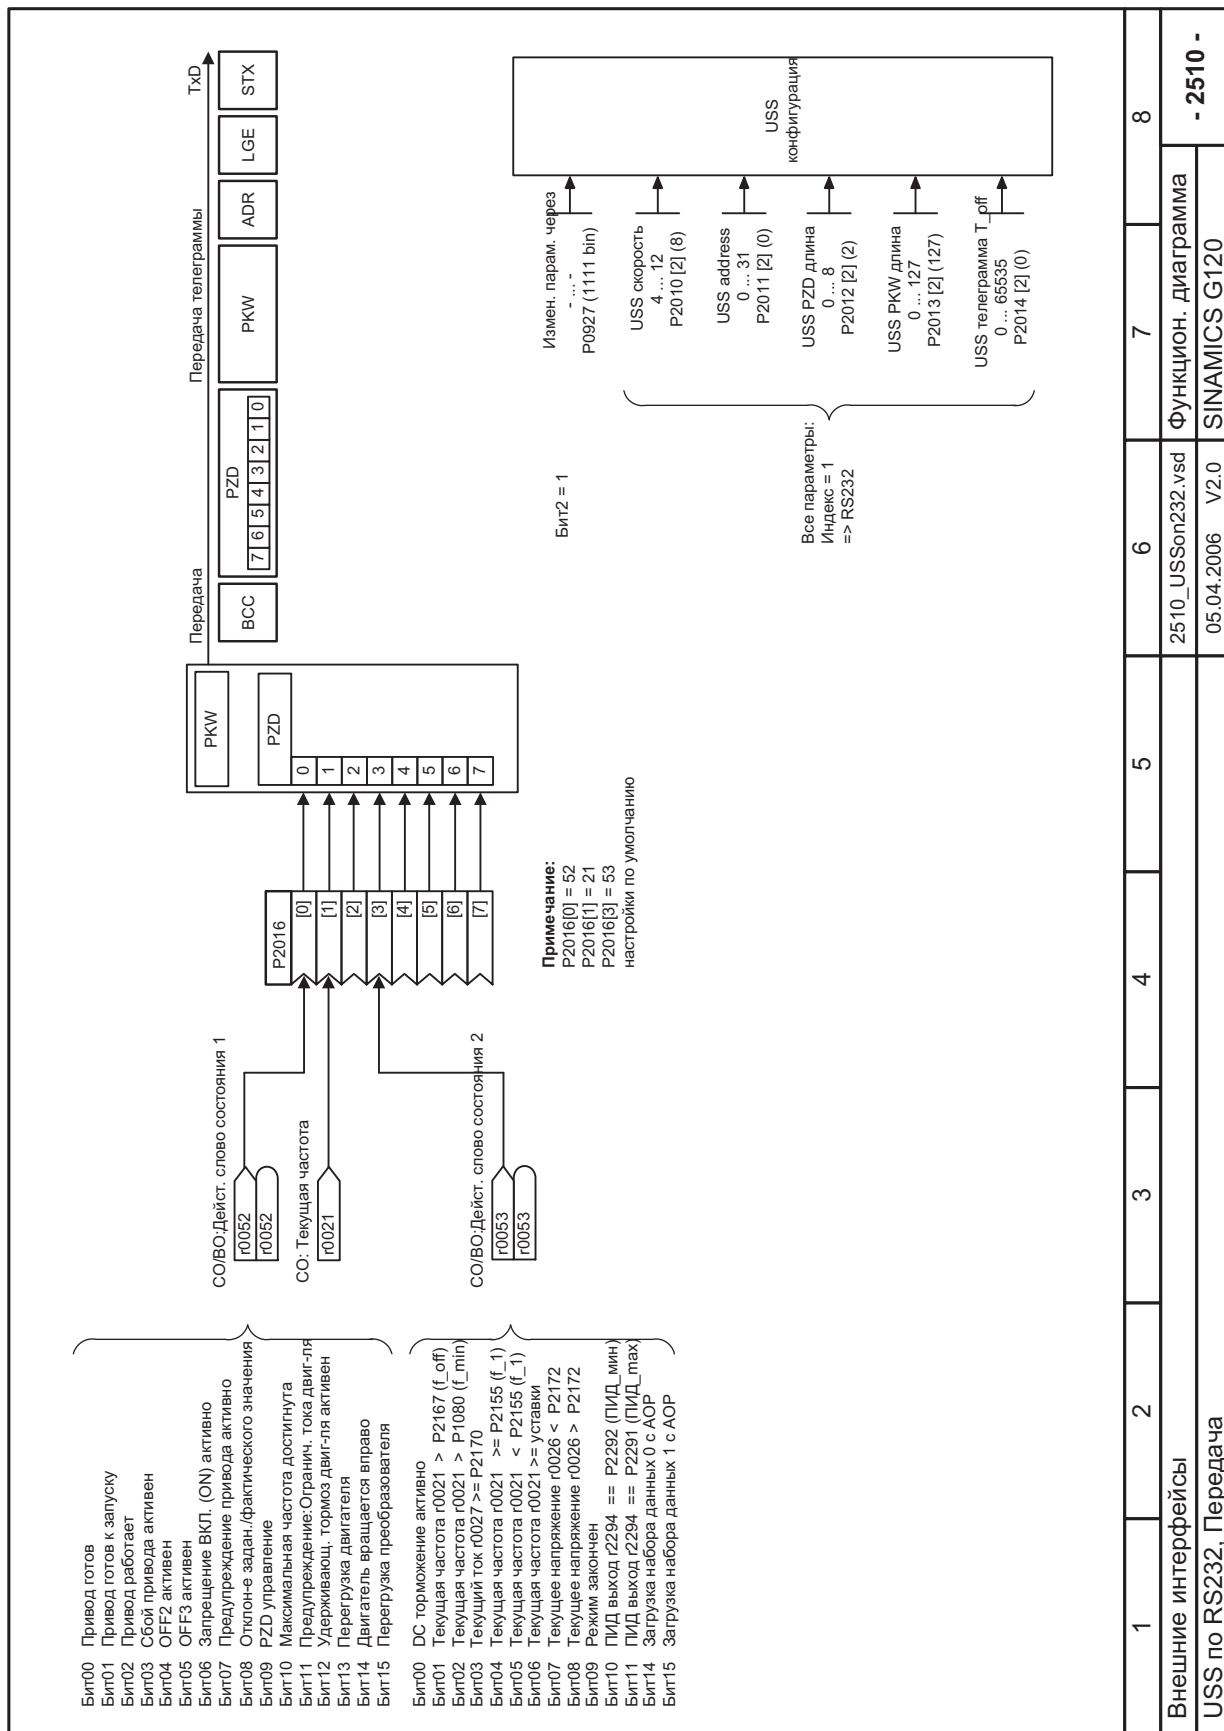 Бит00 Привод готов
Бит01 Привод готов к запуску
Бит02 Привод работает
Бит03 Сбой привода активен
Бит04 OFF2 активен
Бит05 OFF3 активен
Бит06 Запрещение ВКЛ. (ON) активно
Бит07 Предупреждение привода активно
Бит08 Отклон-е задан./фактического значения
Бит09 PZD управление
Бит10 Максимальная частота достигнута
Бит11 Предупреждение:Огранич. тока двиг-ля
Бит12 Удерживающ. тормоз двиг-ля активен
Бит13 Перегрузка двигателя
Бит14 Двигатель вращается вправо
Бит15 Перегрузка преобразователя
Бит00 DC торможение активно
Бит01 Текущая частота r0021 > P2167 (f_off)
Бит02 Текущая частота r0021 > P1080 (f_min)
Бит03 Текущий ток r0027 >= P2170
Бит04 Текущая частота r0021 >= P2155 (f_1)
Бит05 Текущая частота r0021 < P2155 (f_1)
Бит06 Текущая частота r0021 >= уставки
Бит07 Текущее напряжение r0026 < P2172
Бит08 Текущее напряжение r0026 > P2172
Бит09 Режим закончен
Бит10 ПИД выход r2294 == P2292 (ПИД_мин)
Бит11 ПИД выход r2294 == P2291 (ПИД_max)
Бит14 Загрузка набора данных 0 с AOP
Бит15 Загрузка набора данных 1 с AOP
CO/BO:Дейст. слово состояния 1
r0052
r0052
CO: Текущая частота
r0021
CO/BO:Дейст. слово состояния 2
r0053
r0053
P2016
[0]
[1]
[2]
[3]
[4]
[5]
[6]
[7]
Примечание:
P2016[0] = 52
P2016[1] = 21
P2016[3] = 53
настройки по умолчанию
PKW
PZD
0
1
2
3
4
5
6
7
Передача
Передача телеграммы
TxD
BCC
PZD
7 6 5 4 3 2 1 0
PKW
ADR
LGE
STX
Бит2 = 1
Измен. парам. через
- ... -
P0927 (1111 bin)
Все параметры:
Индекс = 1
=> RS232
USS скорость
4 ... 12
P2010 [2] (8)
USS address
0 ... 31
P2011 [2] (0)
USS PZD длина
0 ... 8
P2012 [2] (2)
USS PKW длина
0 ... 127
P2013 [2] (127)
USS телеграмма T_off
0 ... 65535
P2014 [2] (0)
USS
конфигурация
1 2 3 4 5 6 7 8
Внешние интерфейсы
2510_USSon232.vsd
Функцион. диаграмма
- 2510 -
USS по RS232, Передача
05.04.2006 V2.0
SINAMICS G120